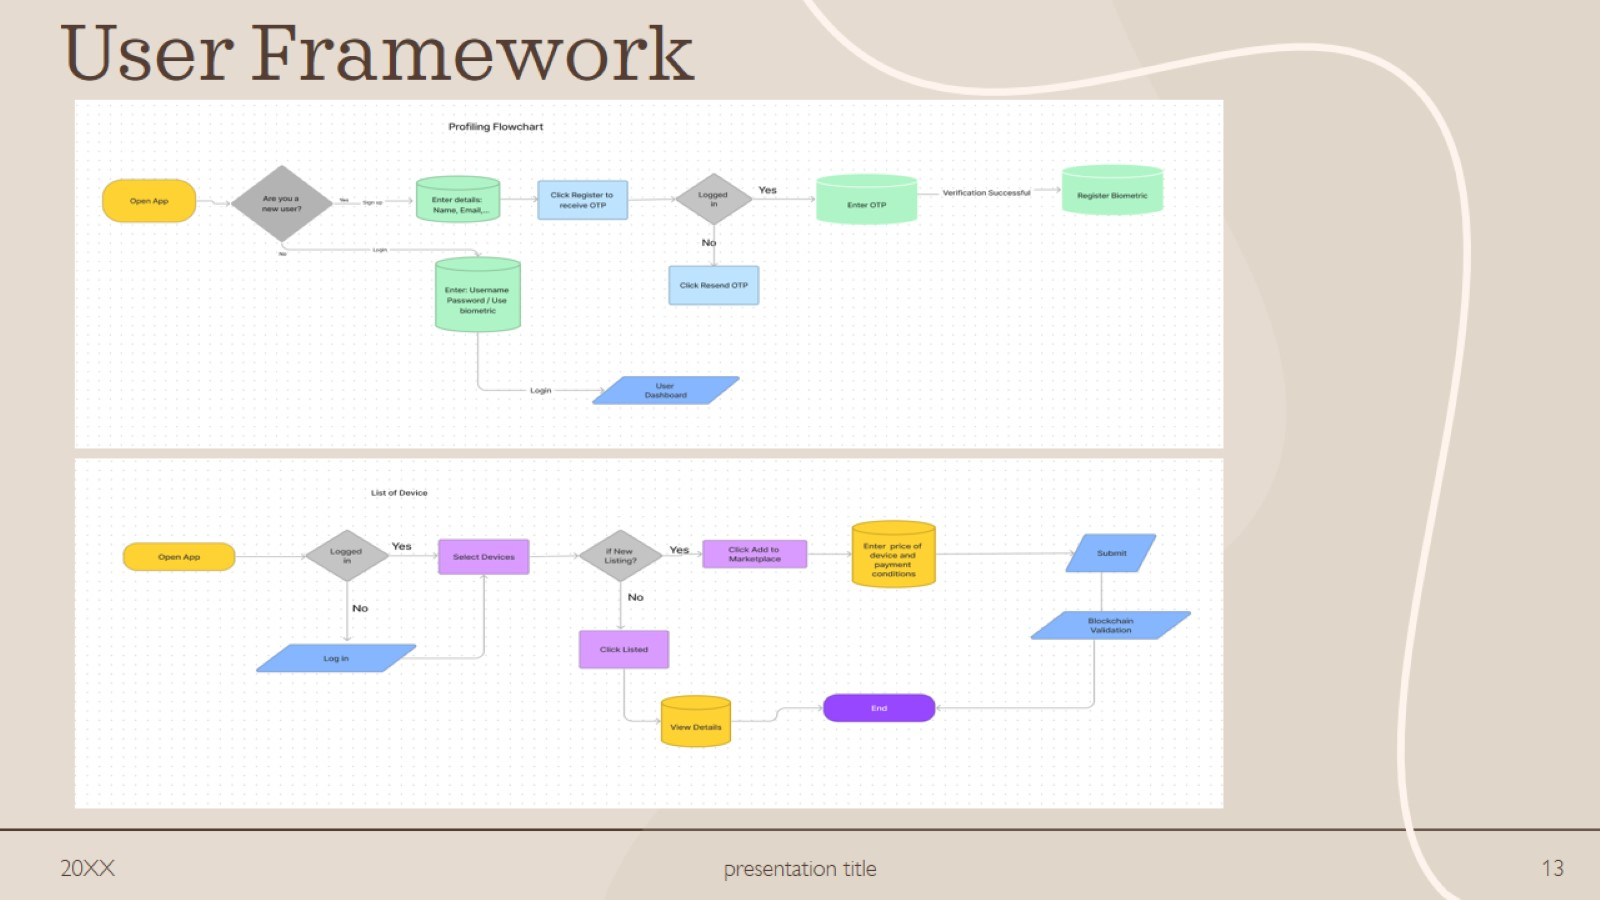 User Framework
Profiling Flowchart
Open App
Are you a
new user?
Yes
Sign up
Enter details:
Name, Email,...
Click Register to
receive OTP
Logged
in
Yes
Enter OTP
Verification Successful
Register Biometric
No
Login
No
Click Resend OTP
Enter: Username
Password / Use
biometric
Login
User
Dashboard
List of Device
Open App
Logged
in
Yes
Select Devices
if New
Listing?
Yes
Click Add to
Marketplace
Enter price of
device and
payment
conditions
Submit
No
No
Blockchain
Validation
Log in
Click Listed
View Details
End
20XX
presentation title
13